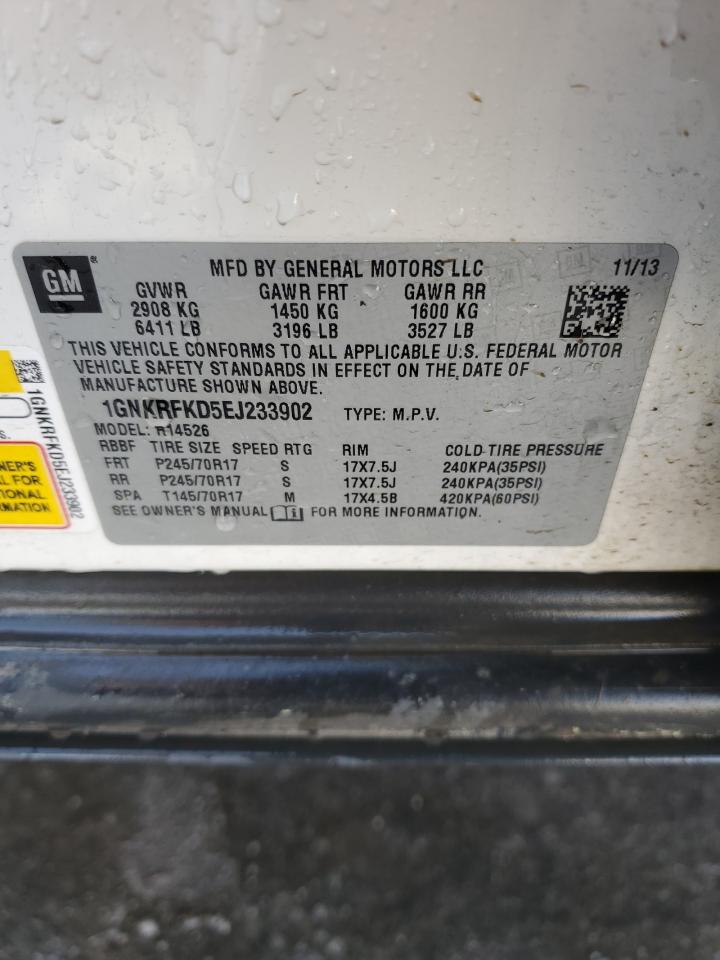 GM
MFD BY GENERAL MOTORS LLC 11/13
GVWR GAWR FRT GAWR RR
2908 KG 1450 KG 1600 KG
6411 LB 3196 LB 3527 LB
THIS VEHICLE CONFORMS TO ALL APPLICABLE U.S. FEDERAL MOTOR
VEHICLE SAFETY STANDARDS IN EFFECT ON THE DATE OF
MANUFACTURE SHOWN ABOVE.
1GNKRFKD5EJ233902 TYPE: M.P.V.
MODEL: R14526
RBBF TIRE SIZE SPEED RTG RIM COLD TIRE PRESSURE
FRT P245/70R17 S 17X7.5J 240KPA(35PSI)
RR P245/70R17 S 17X7.5J 240KPA(35PSI)
SPA T145/70R17 M 17X4.5B 420KPA(60PSI)
SEE OWNER'S MANUAL i FOR MORE INFORMATION.
1GNKRFKD5EJ233902
S.
NER'S
L FOR
TIONAL
RMATION